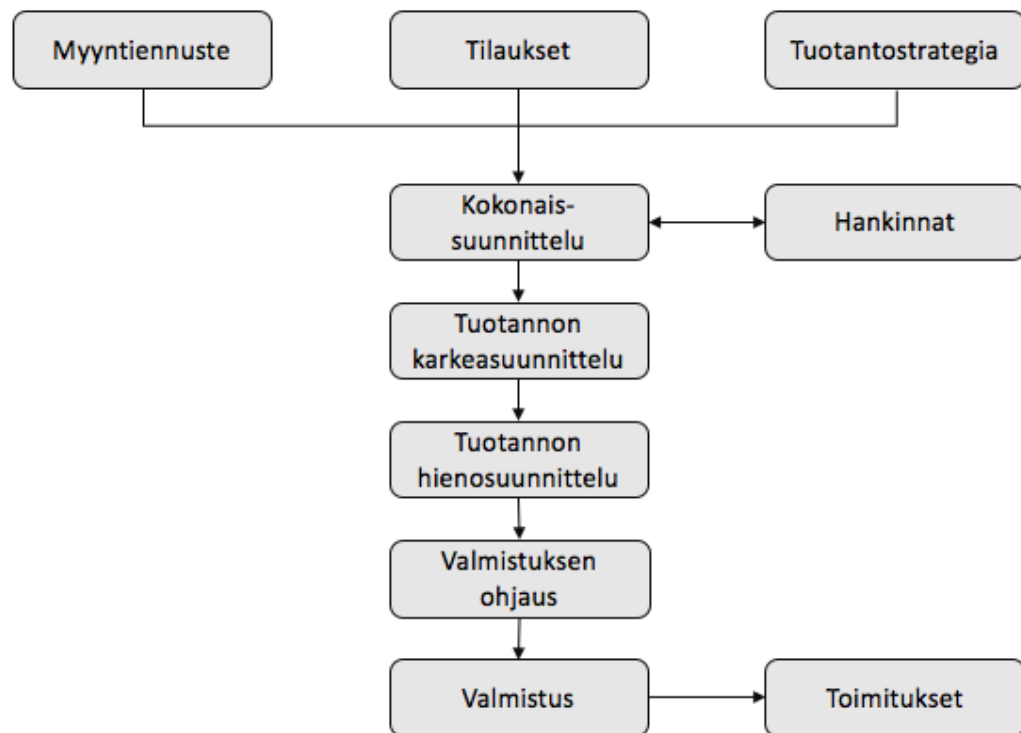 Myyntiennuste
Tilaukset
Tuotantostrategia
Kokonais-
suunnittelu
Hankinnat
Tuotannon
karkeasuunnittelu
Tuotannon
hienosuunnittelu
Valmistuksen
ohjaus
Valmistus
Toimitukset